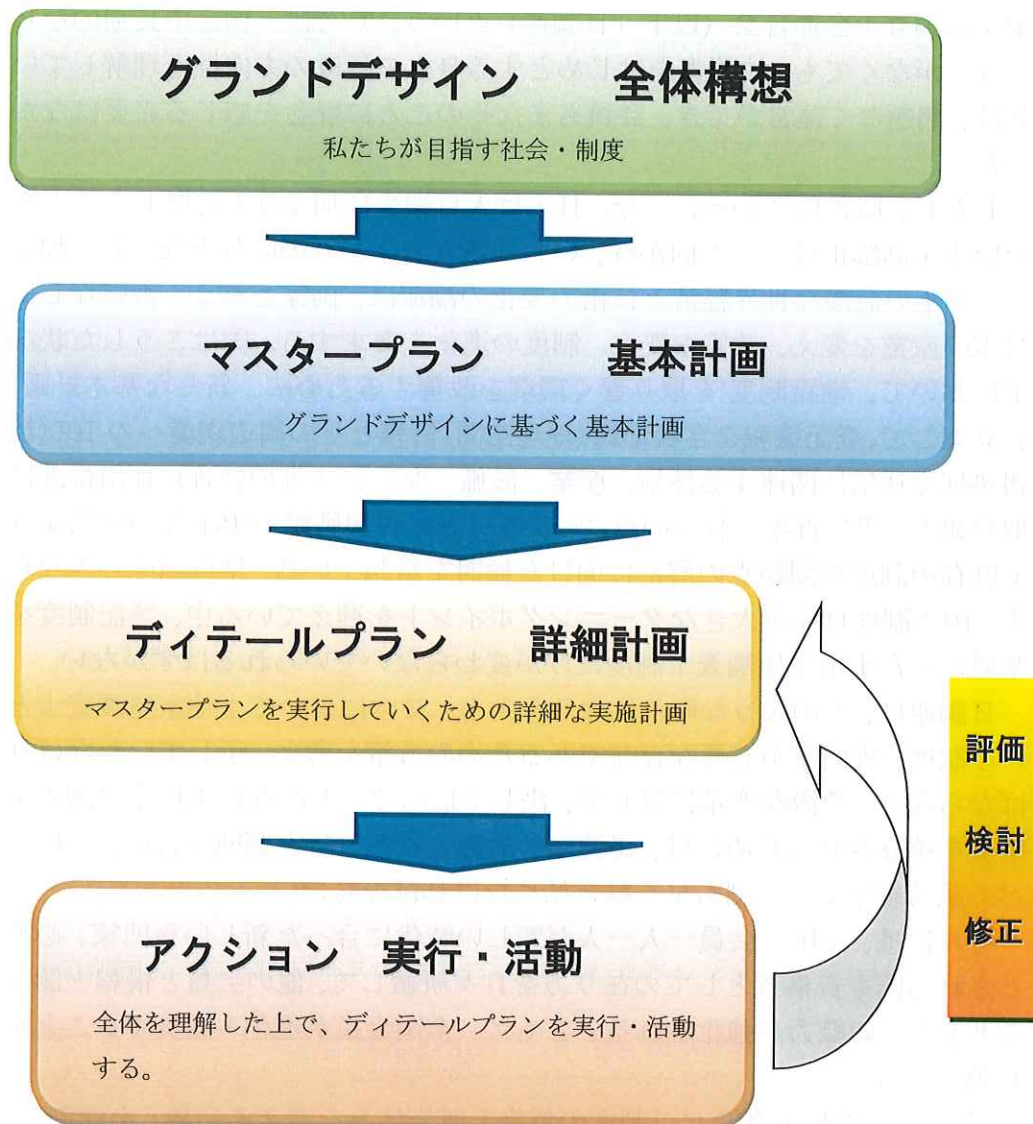 グランドデザイン　全体構想
私たちが目指す社会・制度
マスタープラン　基本計画
グランドデザインに基づく基本計画
ディテールプラン　詳細計画
マスタープランを実行していくための詳細な実施計画
評価
検討
修正
アクション　実行・活動
全体を理解した上で、ディテールプランを実行・活動
する。